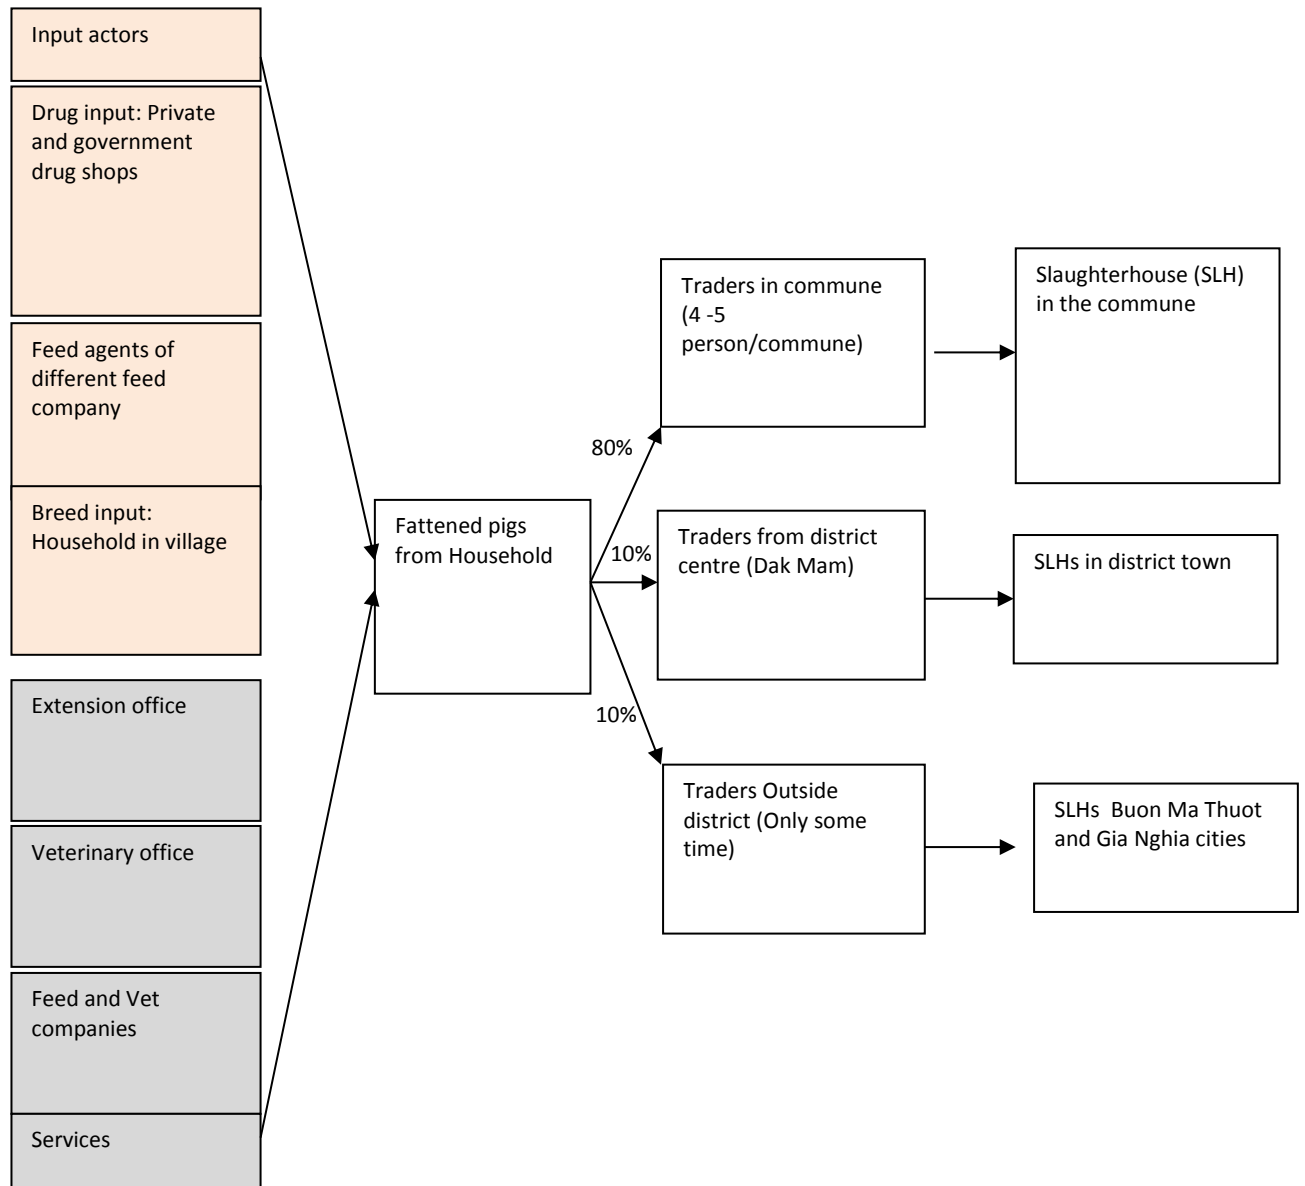 Input actors
Drug input: Private
and government
drug shops
Feed agents of
different feed
company
Breed input:
Household in village
Extension office
Veterinary office
Feed and Vet
companies
Services
Fattened pigs
from Household
80%
10%
10%
Traders in commune
(4 -5
person/commune)
Traders from district
centre (Dak Mam)
Traders Outside
district (Only some
time)
Slaughterhouse (SLH)
in the commune
SLHs in district town
SLHs  Buon Ma Thuot
and Gia Nghia cities